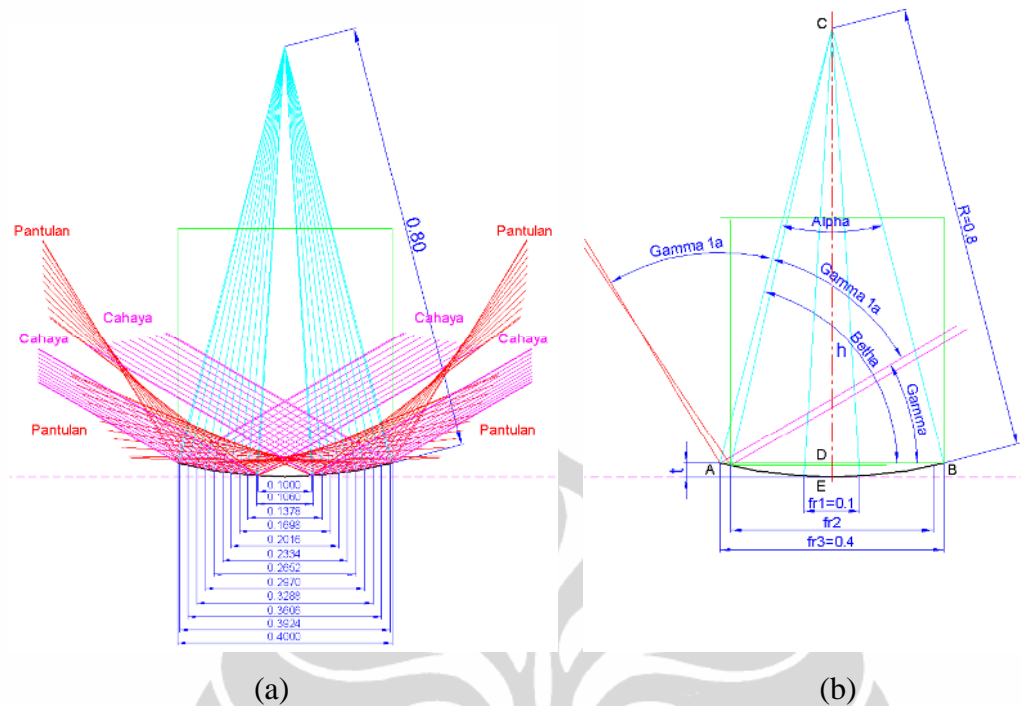 0.80
Pantulan
Pantulan
Cahaya
Cahaya
Cahaya
Cahaya
Pantulan
Pantulan
0.1000
0.1060
0.1378
0.1698
0.2016
0.2334
0.2652
0.2970
0.3288
0.3606
0.3924
0.4000
(a)
C
R=0.8
Alpha
Gamma 1a
Gamma 1a
Betha
h
Gamma
t
A
D
B
E
fr1=0.1
fr2
fr3=0.4
(b)